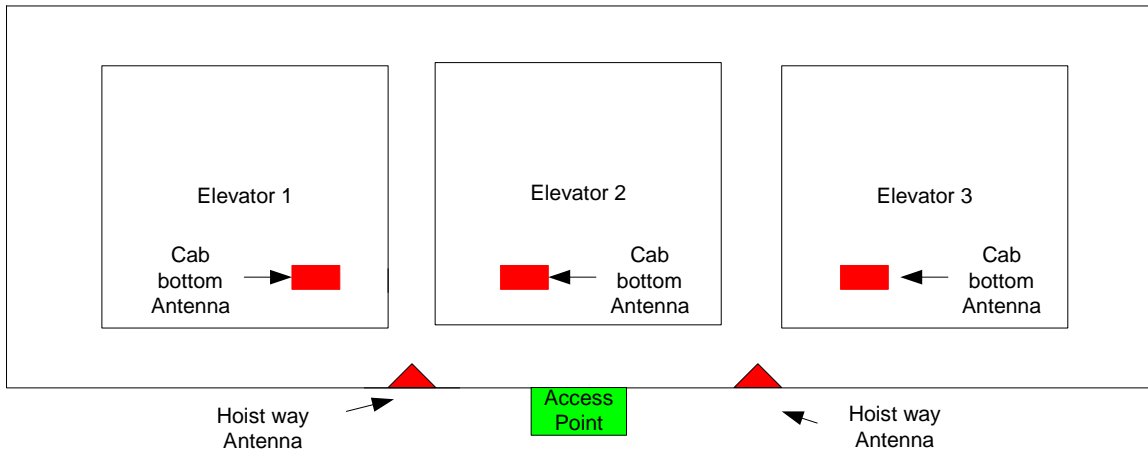 Elevator 1
Elevator 2
Elevator 3
Cab
bottom
Antenna
Cab
bottom
Antenna
Cab
bottom
Antenna
Hoist way
Antenna
Access
Point
Hoist way
Antenna